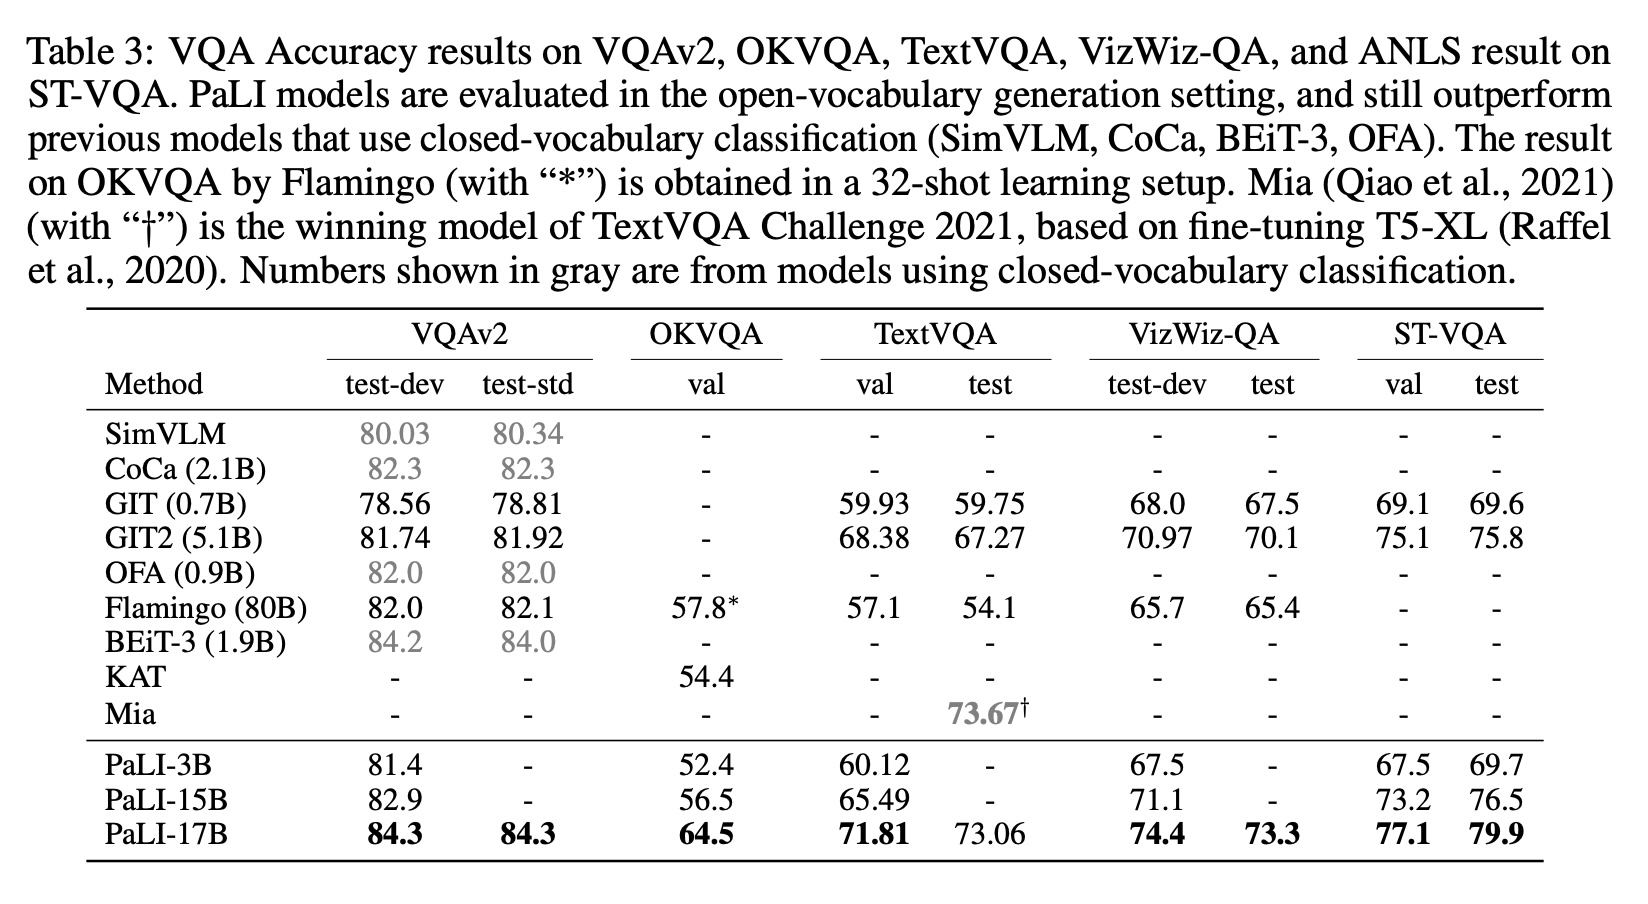 Table 3: VQA Accuracy results on VQAv2, OKVQA, TextVQA, VizWiz-QA, and ANLS result on
ST-VQA. PaLI models are evaluated in the open-vocabulary generation setting, and still outperform
previous models that use closed-vocabulary classification (SimVLM, CoCa, BEiT-3, OFA). The result
on OKVQA by Flamingo (with “*”) is obtained in a 32-shot learning setup. Mia (Qiao et al., 2021)
(with “†”) is the winning model of TextVQA Challenge 2021, based on fine-tuning T5-XL (Raffel
et al., 2020). Numbers shown in gray are from models using closed-vocabulary classification.
VQAv2 OKVQA TextVQA VizWiz-QA ST-VQA
Method test-dev test-std val val test test-dev test val test
SimVLM 80.03 80.34 - - - - - - -
CoCa (2.1B) 82.3 82.3 - - - - - - -
GIT (0.7B) 78.56 78.81 - 59.93 59.75 68.0 67.5 69.1 69.6
GIT2 (5.1B) 81.74 81.92 - 68.38 67.27 70.97 70.1 75.1 75.8
OFA (0.9B) 82.0 82.0 - - - - - - -
Flamingo (80B) 82.0 82.1 57.8* 57.1 54.1 65.7 65.4 - -
BEiT-3 (1.9B) 84.2 84.0 - - - - - - -
KAT - - 54.4 - - - - - -
Mia - - - - 73.67† - - - -
PaLI-3B 81.4 - 52.4 60.12 - 67.5 - 67.5 69.7
PaLI-15B 82.9 - 56.5 65.49 - 71.1 - 73.2 76.5
PaLI-17B 84.3 84.3 64.5 71.81 73.06 74.4 73.3 77.1 79.9